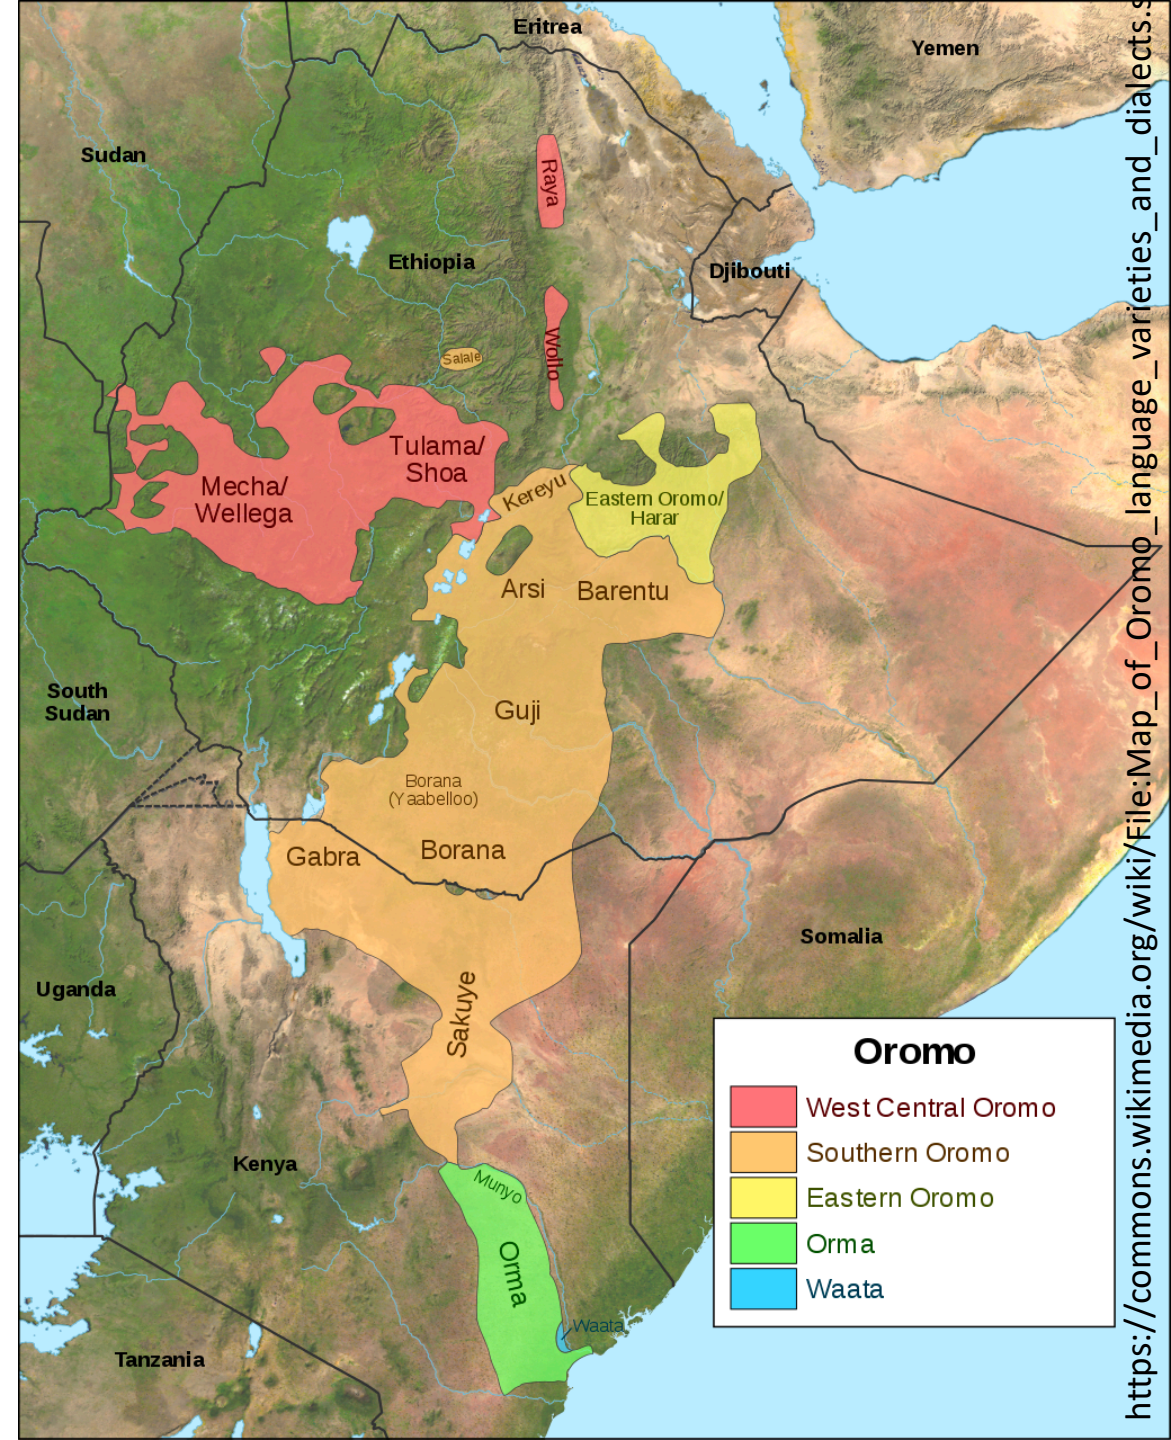 Eritrea
Yemen
Sudan
Raya
Ethiopia
Djibouti
Wollo
Salale
Tulama/
Shoa
Mecha/
Wellega
Kereyu
Eastern Oromo/
Harar
Arsi
Barentu
South
Sudan
Guji
Borana
(Yaabelloo)
Gabra
Borana
Somalia
Uganda
Sakuye
Kenya
Munyo
Orma
Waata
Tanzania
Oromo
West Central Oromo
Southern Oromo
Eastern Oromo
Orma
Waata
https://commons.wikimedia.org/wiki/File:Map_of_Oromo_language_varieties_and_dialects.s